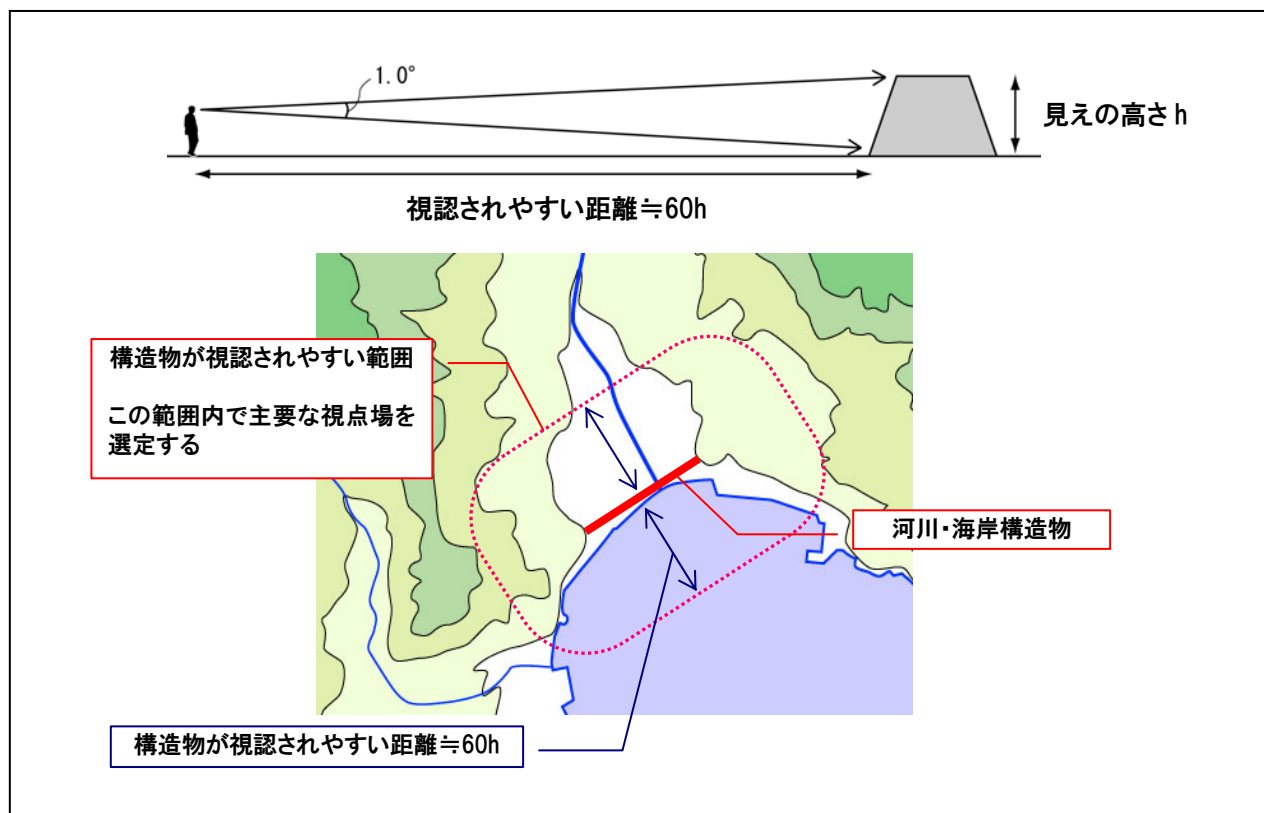 1.0°
見えの高さh
視認されやすい距離≒60h
構造物が視認されやすい範囲
この範囲内で主要な視点場を
選定する
河川・海岸構造物
構造物が視認されやすい距離≒60h